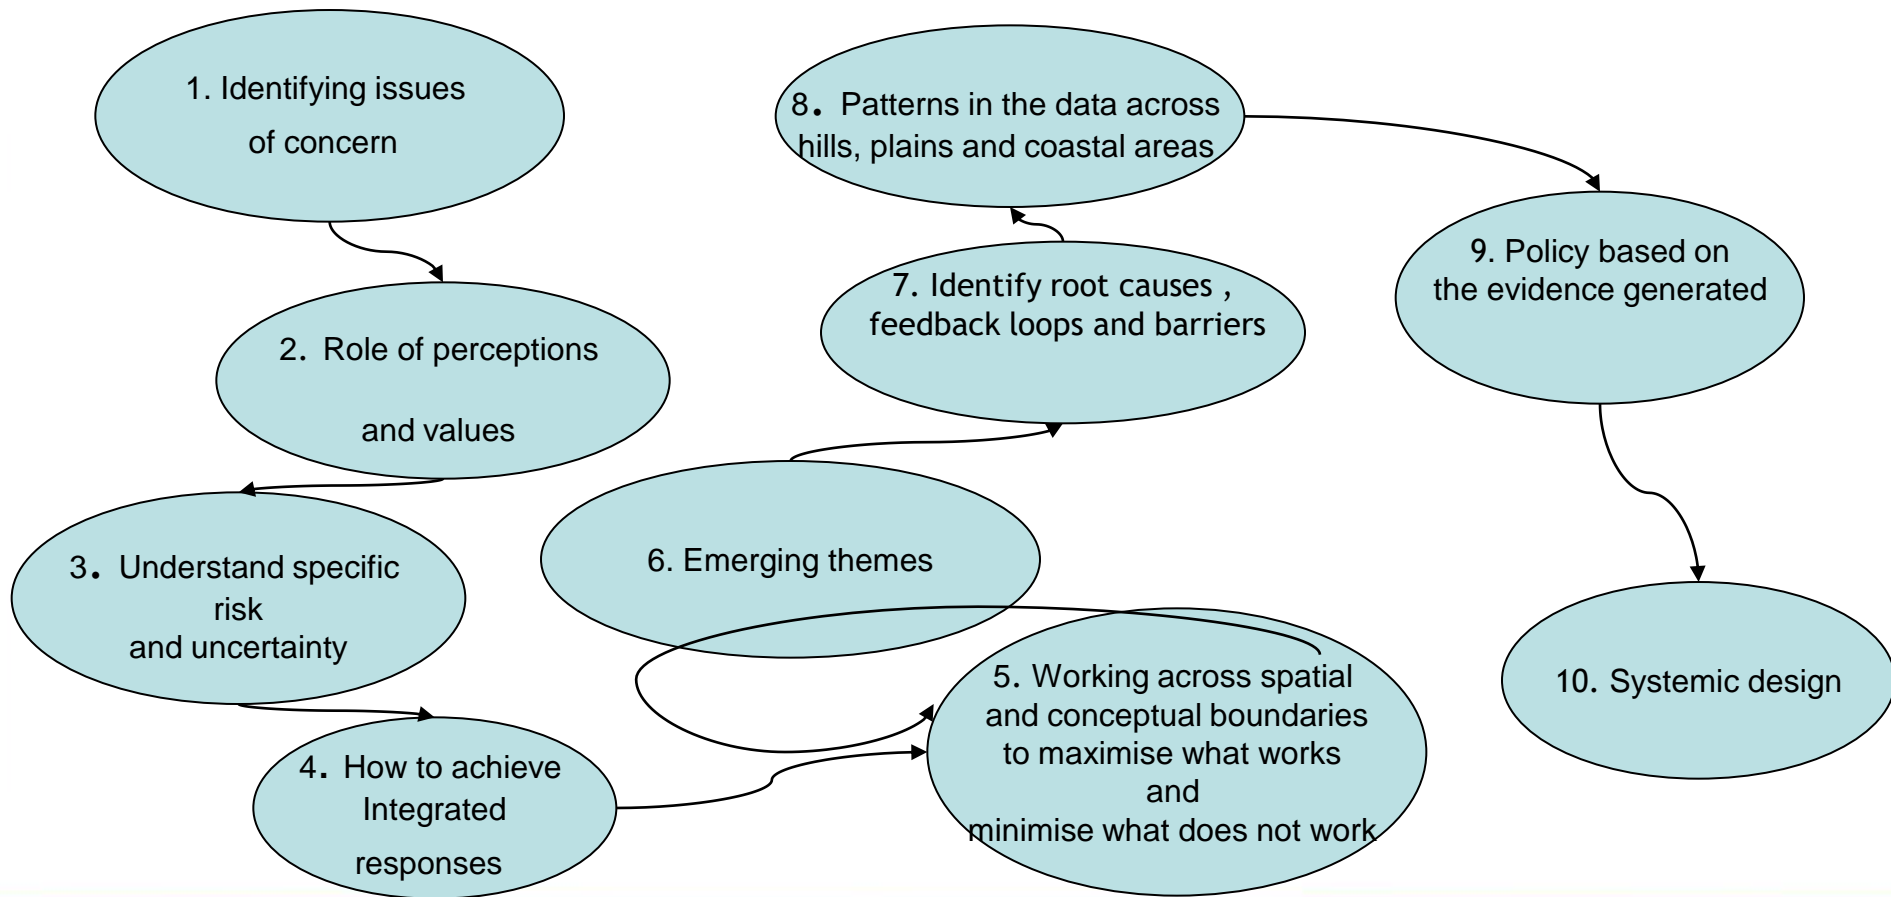 1. Identifying issues
of concern
2. Role of perceptions
and values
3. Understand specific
risk
and uncertainty
4. How to achieve
Integrated
responses
5. Working across spatial
and conceptual boundaries
to maximise what works
and
minimise what does not work
6. Emerging themes
7. Identify root causes ,
feedback loops and barriers
8. Patterns in the data across
hills, plains and coastal areas
9. Policy based on
the evidence generated
10. Systemic design